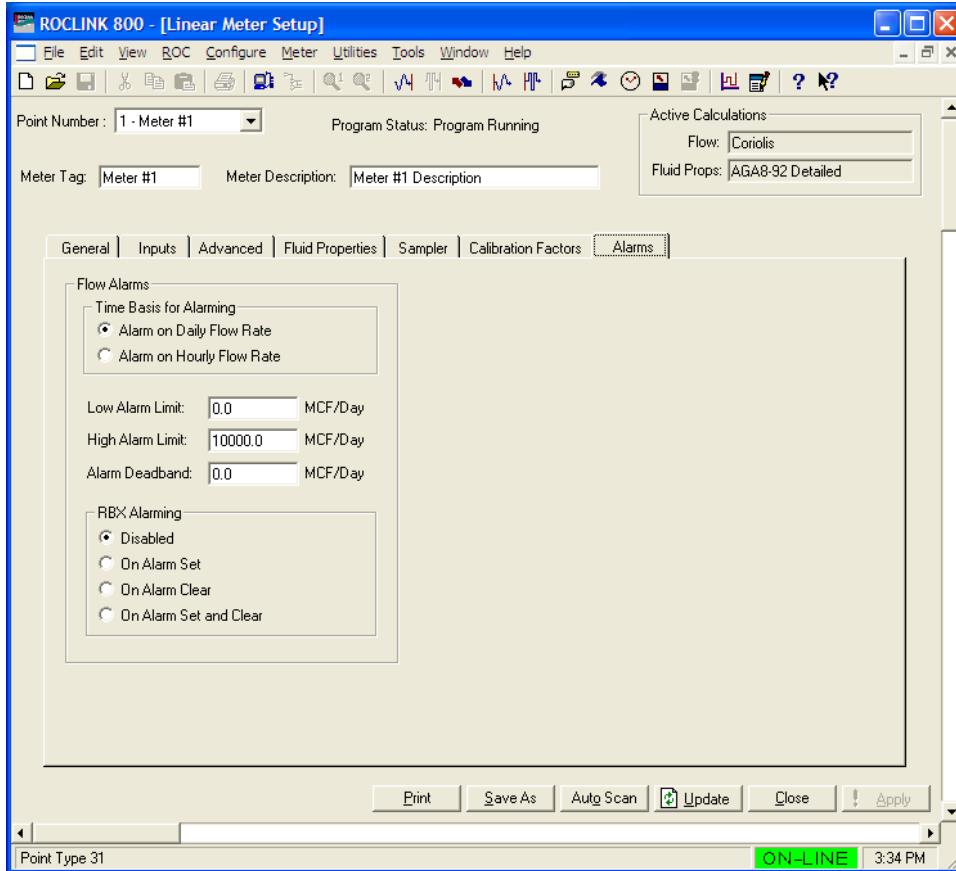 ROCLINK 800 - [Linear Meter Setup]
File Edit View ROC Configure Meter Utilities Tools Window Help
Point Number : 1 - Meter #1 Program Status: Program Running
Active Calculations
Flow: Coriolis
Meter Tag: Meter #1 Meter Description: Meter #1 Description Fluid Props: AGA8-92 Detailed
General Inputs Advanced Fluid Properties Sampler Calibration Factors Alarms
Flow Alarms
Time Basis for Alarming
Alarm on Daily Flow Rate
Alarm on Hourly Flow Rate
Low Alarm Limit: 0.0 MCF/Day
High Alarm Limit: 10000.0 MCF/Day
Alarm Deadband: 0.0 MCF/Day
RBX Alarming
Disabled
On Alarm Set
On Alarm Clear
On Alarm Set and Clear
Print Save As Auto Scan Update Close ! Apply
Point Type 31 ON-LINE 3:34 PM